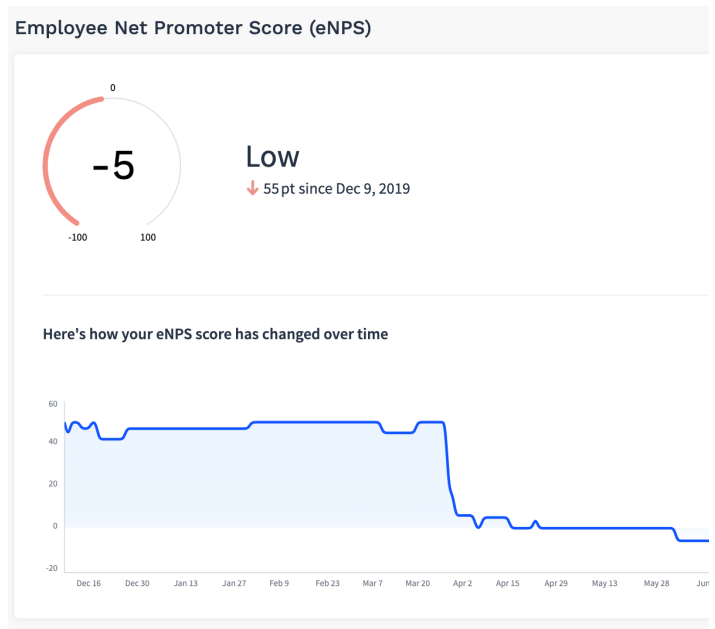 Employee Net Promoter Score (eNPS)
0
-5
-100
100
Low
↓ 55 pt since Dec 9, 2019
Here's how your eNPS score has changed over time
60
40
20
0
-20
Dec 16 Dec 30 Jan 13 Jan 27 Feb 9 Feb 23 Mar 7 Mar 20 Apr 2 Apr 15 Apr 29 May 13 May 28 Jun